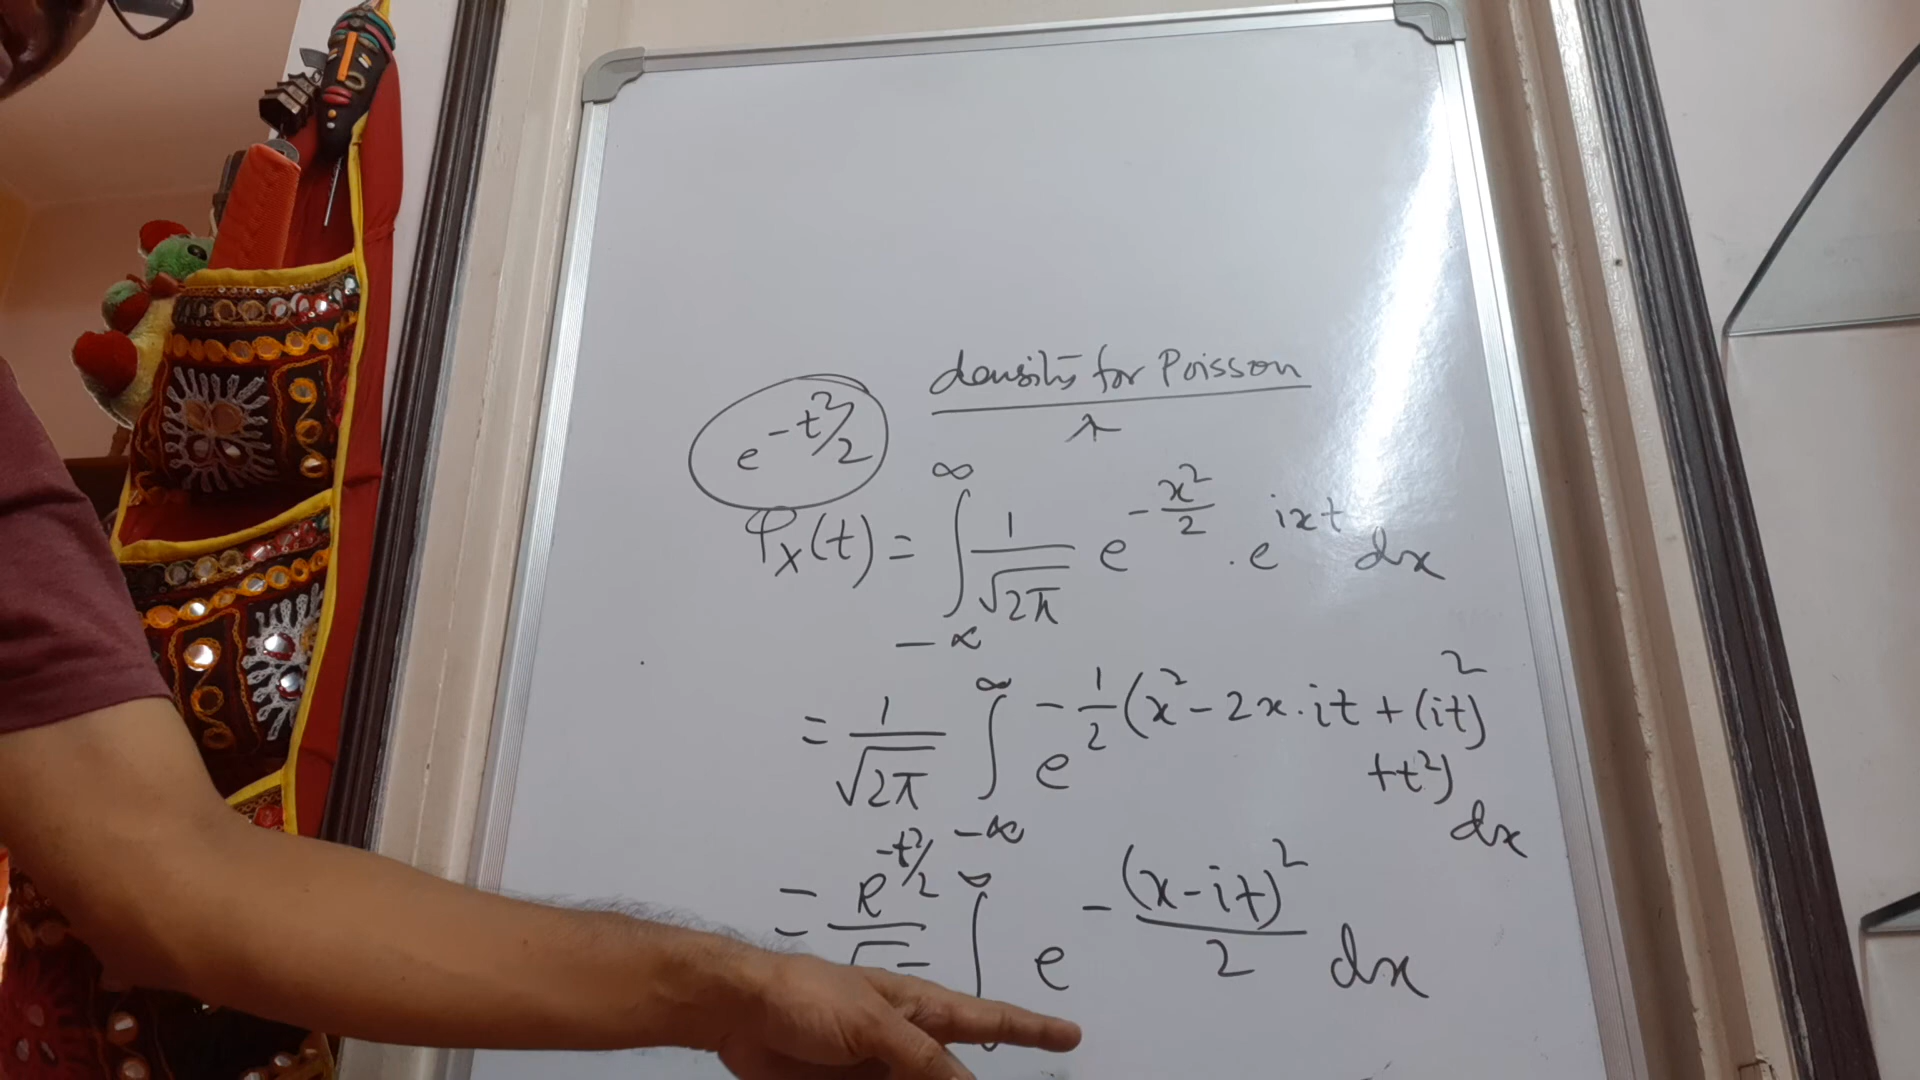 density for Poisson
λ
e^{-t²/2}
φ_X(t) = ∫_{-∞}^{∞} 1/√2π e^{-x²/2} . e^{ixt} dx
= 1/√2π ∫_{-∞}^{∞} e^{-1/2 (x² - 2x.it + (it)² + t²)} dx
= e^{-t²/2}/√ ∫^{∞} e^{-(x-it)²/2} dx